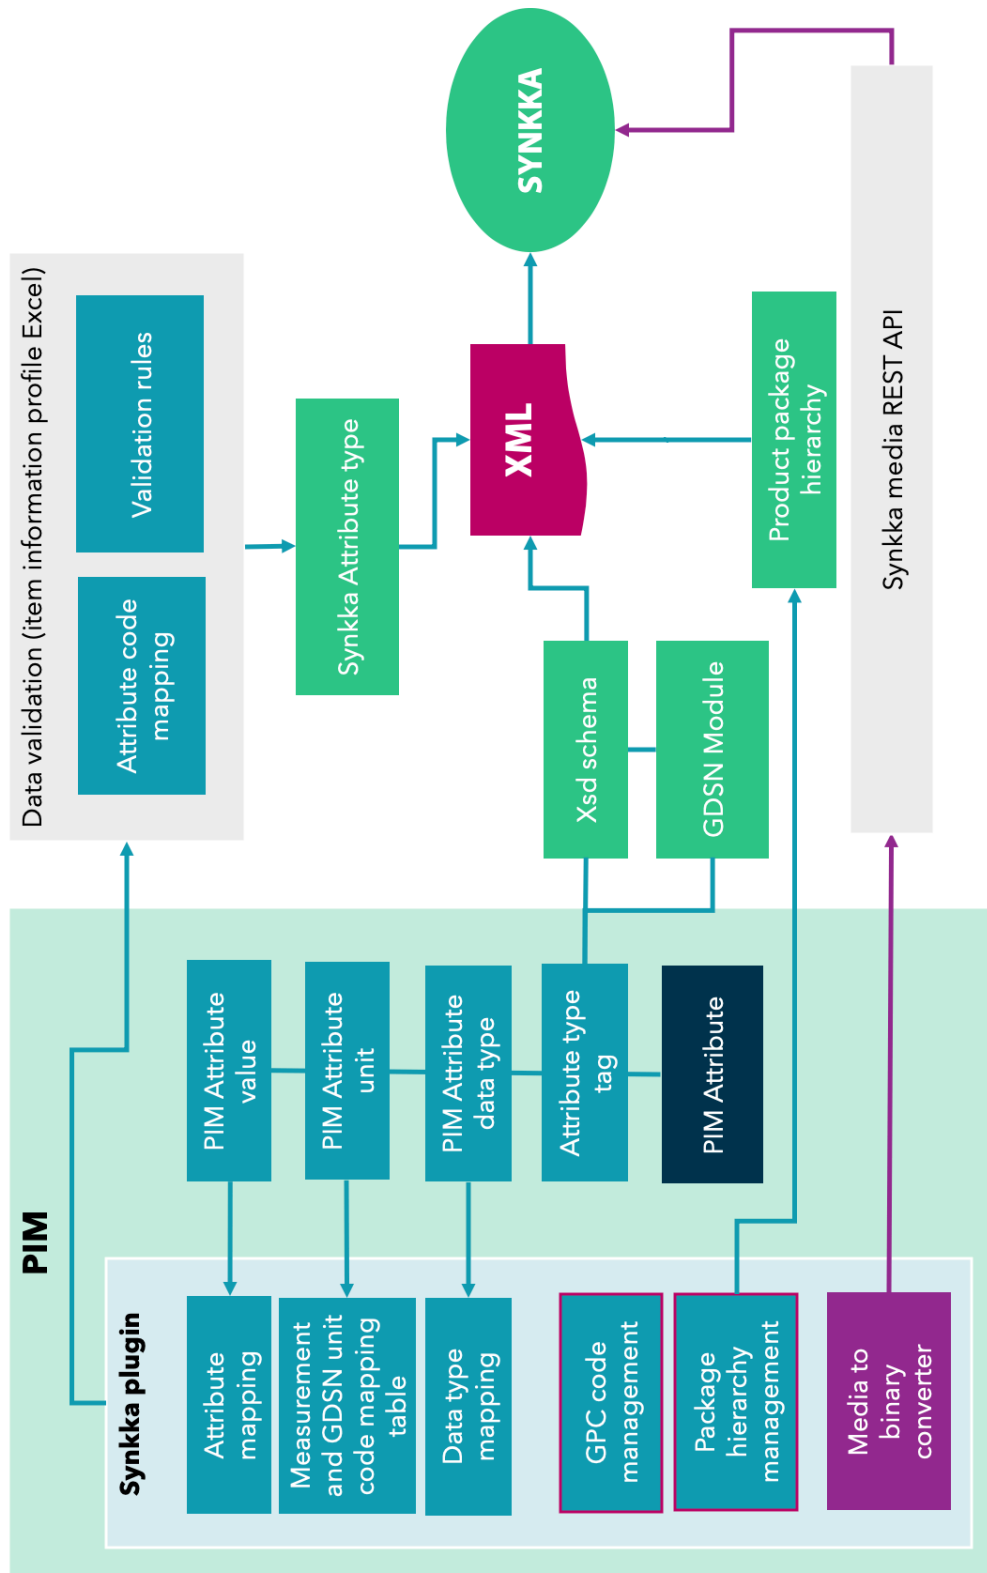 PIM
Synkka plugin
Attribute
mapping
Measurement
and GDSN unit
code mapping
table
Data type
mapping
GPC code
management
Package
hierarchy
management
Media to
binary
converter
PIM Attribute
value
PIM Attribute
unit
PIM Attribute
data type
Attribute type
tag
PIM Attribute
Data validation (item information profile Excel)
Attribute code
mapping
Validation rules
Synkka Attribute type
Xsd schema
GDSN Module
XML
Product package
hierarchy
SYNKKA
Synkka media REST API